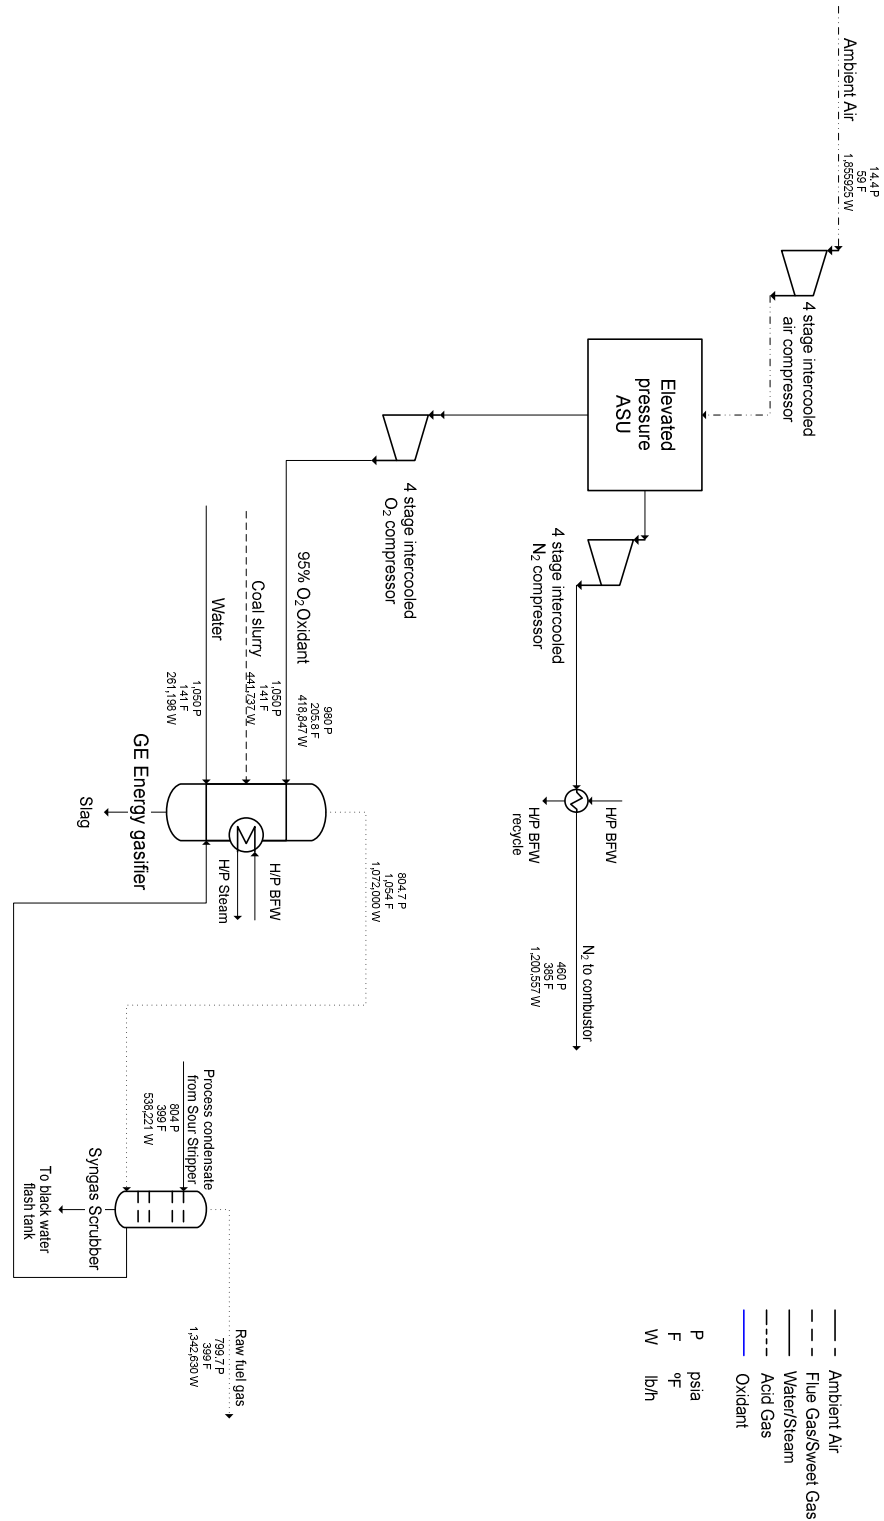 Ambient Air
14.4 P
59 F
1,855925 W
4 stage intercooled
air compressor
Elevated
pressure
ASU
4 stage intercooled
N2 compressor
4 stage intercooled
O2 compressor
95% O2 Oxidant
980 P
205.8 F
418,847 W
Coal slurry
1,050 P
141 F
441,737 W
Water
1,050 P
141 F
261,198 W
GE Energy gasifier
Slag
H/P BFW
H/P Steam
804.7 P
1,054 F
1,072,000 W
H/P BFW
H/P BFW
recycle
N2 to combustor
460 P
385 F
1,200,557 W
Process condensate
from Sour Stripper
804 P
399 F
538,221 W
Syngas Scrubber
To black water
flash tank
Raw fuel gas
799.7 P
399 F
1,342,630 W
Ambient Air
Flue Gas/Sweet Gas
Water/Steam
Acid Gas
Oxidant
P psia
F ºF
W lb/h